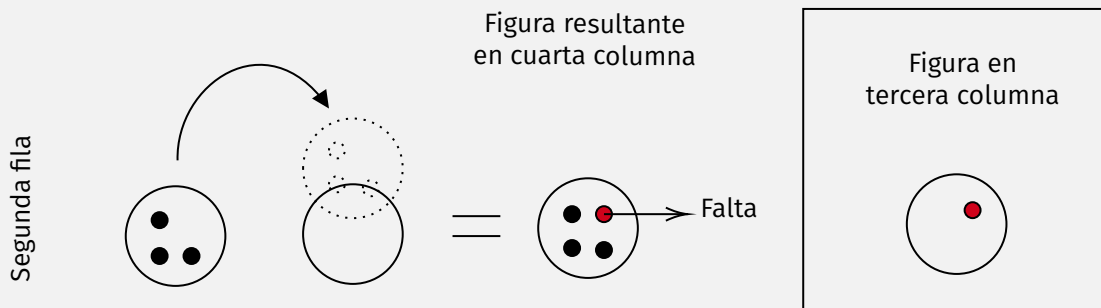 Segunda fila
Figura resultante
en cuarta columna
Falta
Figura en
tercera columna